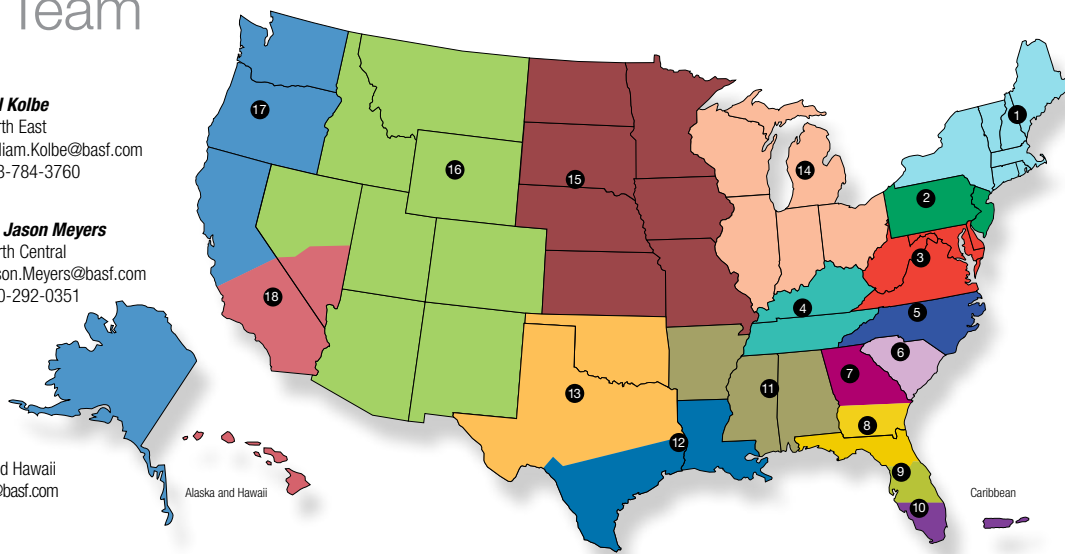 Team
Kolbe
rth East
liam.Kolbe@basf.com
-784-3760
Jason Meyers
rth Central
son.Meyers@basf.com
0-292-0351
d Hawaii
@basf.com
Alaska and Hawaii
Caribbean
1
2
3
4
5
6
7
8
9
10
11
12
13
14
15
16
17
18